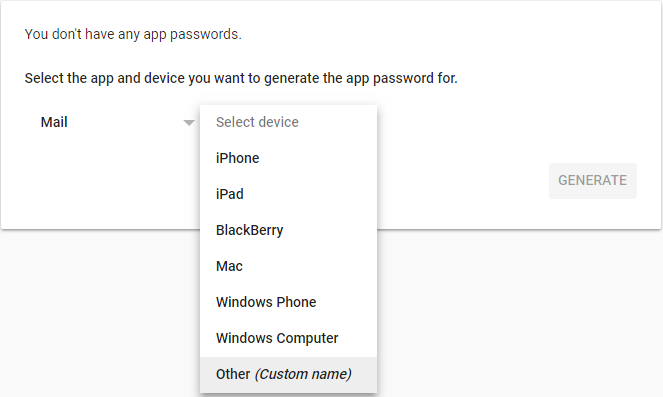 You don't have any app passwords.
Select the app and device you want to generate the app password for.
Mail
Select device
iPhone
iPad
BlackBerry
Mac
Windows Phone
Windows Computer
Other (Custom name)
GENERATE